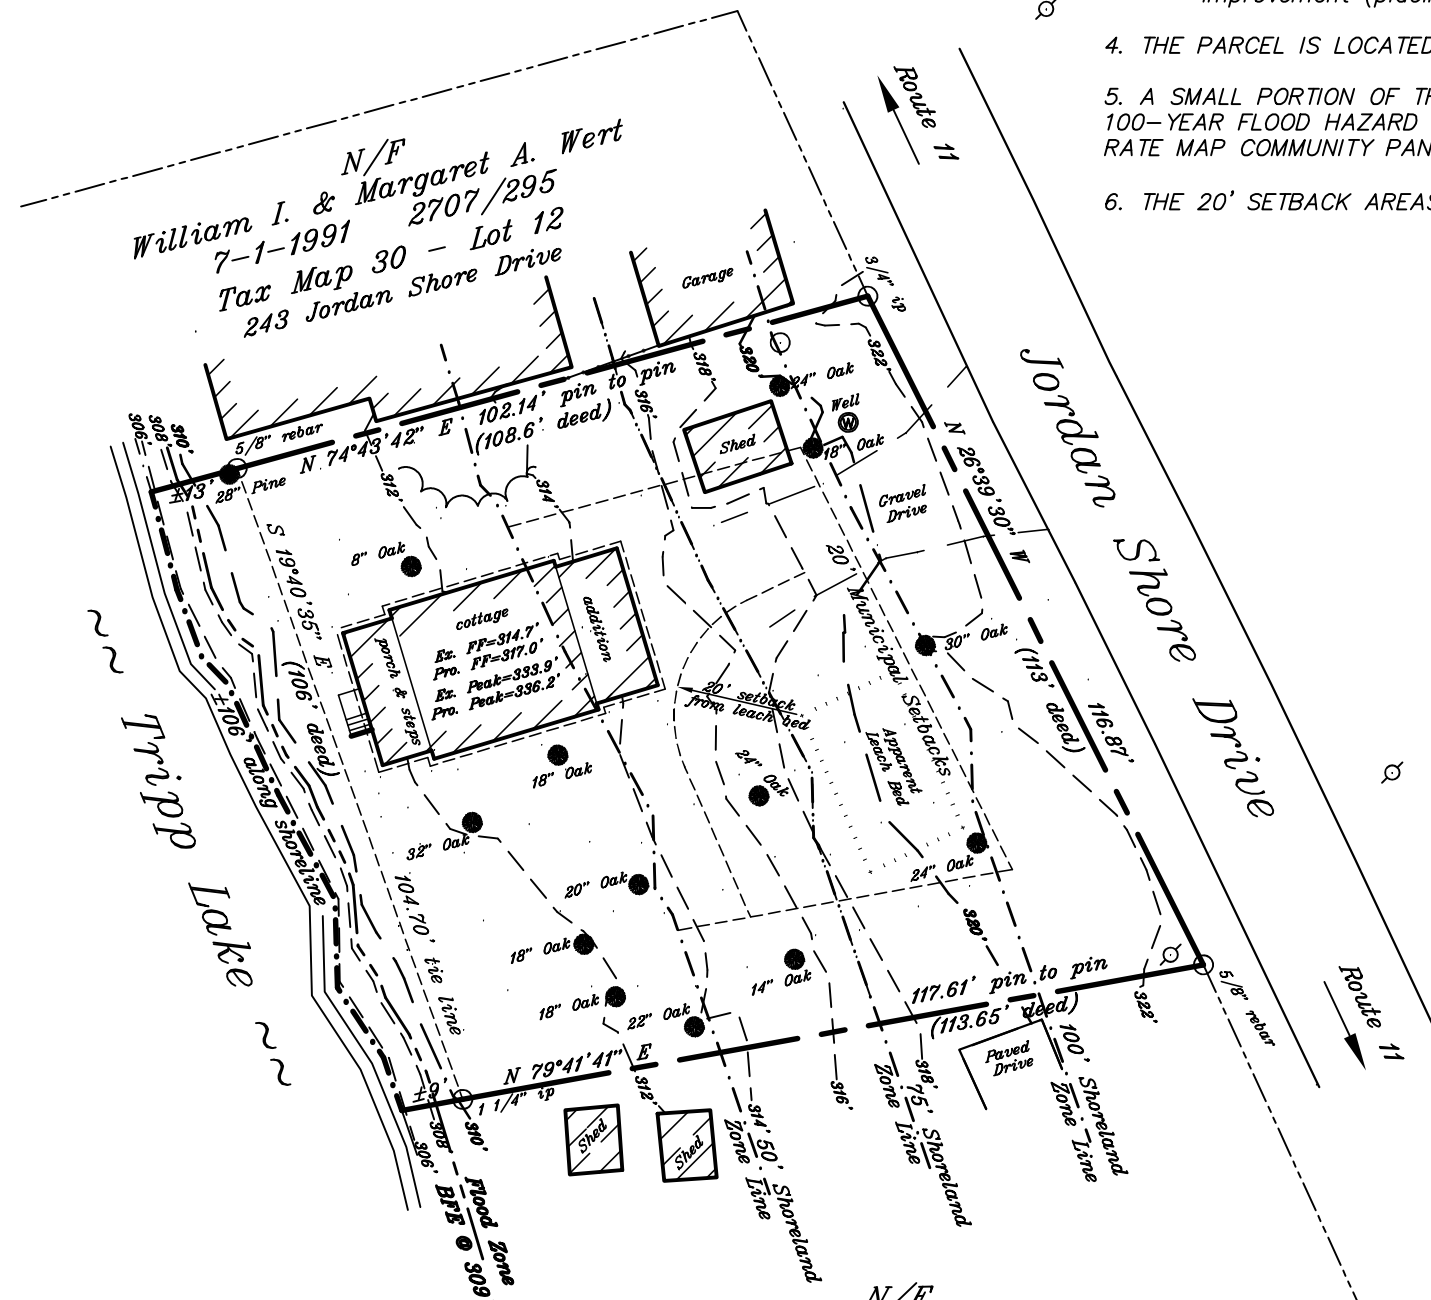 4. THE PARCEL IS LOCATED
5. A SMALL PORTION OF TH
100-YEAR FLOOD HAZARD
RATE MAP COMMUNITY PAN
6. THE 20' SETBACK AREAS
Route 11
N/F
William I. & Margaret A. Wert
7-1-1991 2707/295
Tax Map 30 - Lot 12
243 Jordan Shore Drive
Garage
3/4" ip
306'
308'
310'
5/8" rebar
N 74°43'42" E
102.14' pin to pin
(108.6' deed)
318'
320'
322'
316'
24" Oak
Well
W
18" Oak
Shed
±13'
28" Pine
312'
314'
Gravel
Drive
N 26°39'30" W
Jordan Shore Drive
8" Oak
S 19°40'35" E
(106' deed)
cottage
Ex. FF=314.7'
Pro. FF=317.0'
Ex. Peak=333.9'
Pro. Peak=336.2'
addition
porch & steps
20'
Municipal Setbacks
30" Oak
(113' deed)
116.87'
20' setback
from leach bed
Apparent
Leach Bed
±106' along shoreline
Tripp Lake
18" Oak
24" Oak
32" Oak
24" Oak
20" Oak
104.70' tie line
18" Oak
320'
14" Oak
18" Oak
22" Oak
117.61' pin to pin
(113.65' deed)
5/8" rebar
322'
Route 11
N 79°41'41" E
±9'
1 1/4" ip
Paved
Drive
306'
308'
310'
312'
314'
316'
318'
Shed
Shed
50' Shoreland
Zone Line
75' Shoreland
Zone Line
100' Shoreland
Zone Line
Flood Zone
BFE @ 309
N/F